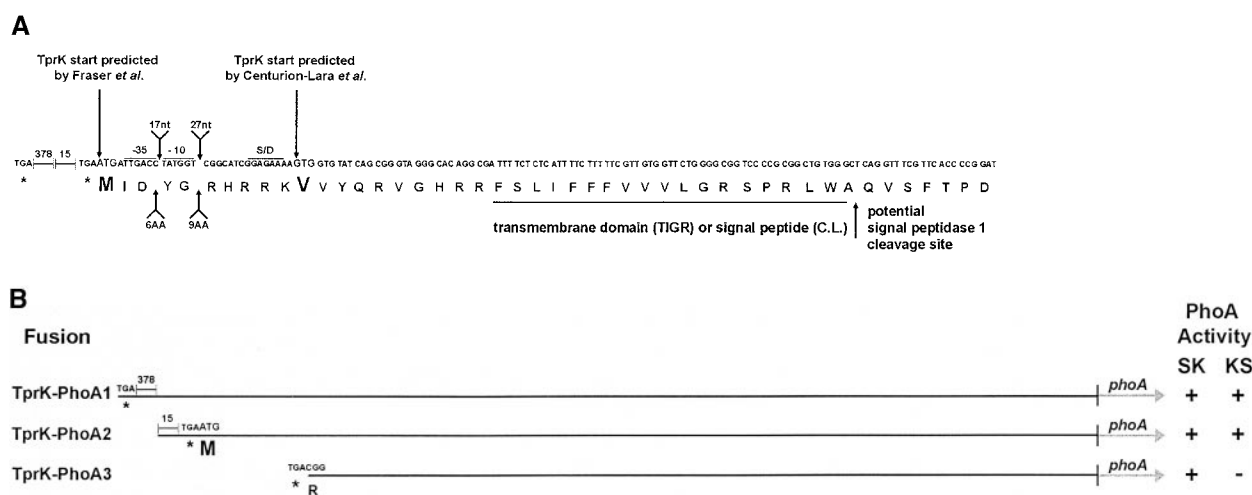 A
TprK start predicted
by Fraser et al.
TprK start predicted
by Centurion-Lara et al.
17nt 27nt
-35 -10 S/D
TGA 378 15 TGAATGATTGACC TATGGT CGGCATCGGAGAAAAGTG GTGTAT CAG CGG GTA GGG CAC AGG CGA TTT TCT CTC ATT TTC TTT TTC GTT GTG GTT CTG GGG CGG TCC CCG CGG CTG TGG GCT CAG GTT TCG TTC ACC CCG GAT
* * M I D Y G R H R R K V V Y Q R V G H R R F S L I F F F V V V L G R S P R L W A Q V S F T P D
6AA 9AA
transmembrane domain (TIGR) or signal peptide (C.L.)
potential
signal peptidase 1
cleavage site
B
Fusion
PhoA
Activity
SK KS
TprK-PhoA1 TGA 378 phoA + +
*
TprK-PhoA2 15 TGAATG phoA + +
* M
TprK-PhoA3 TGACGG phoA + -
* R